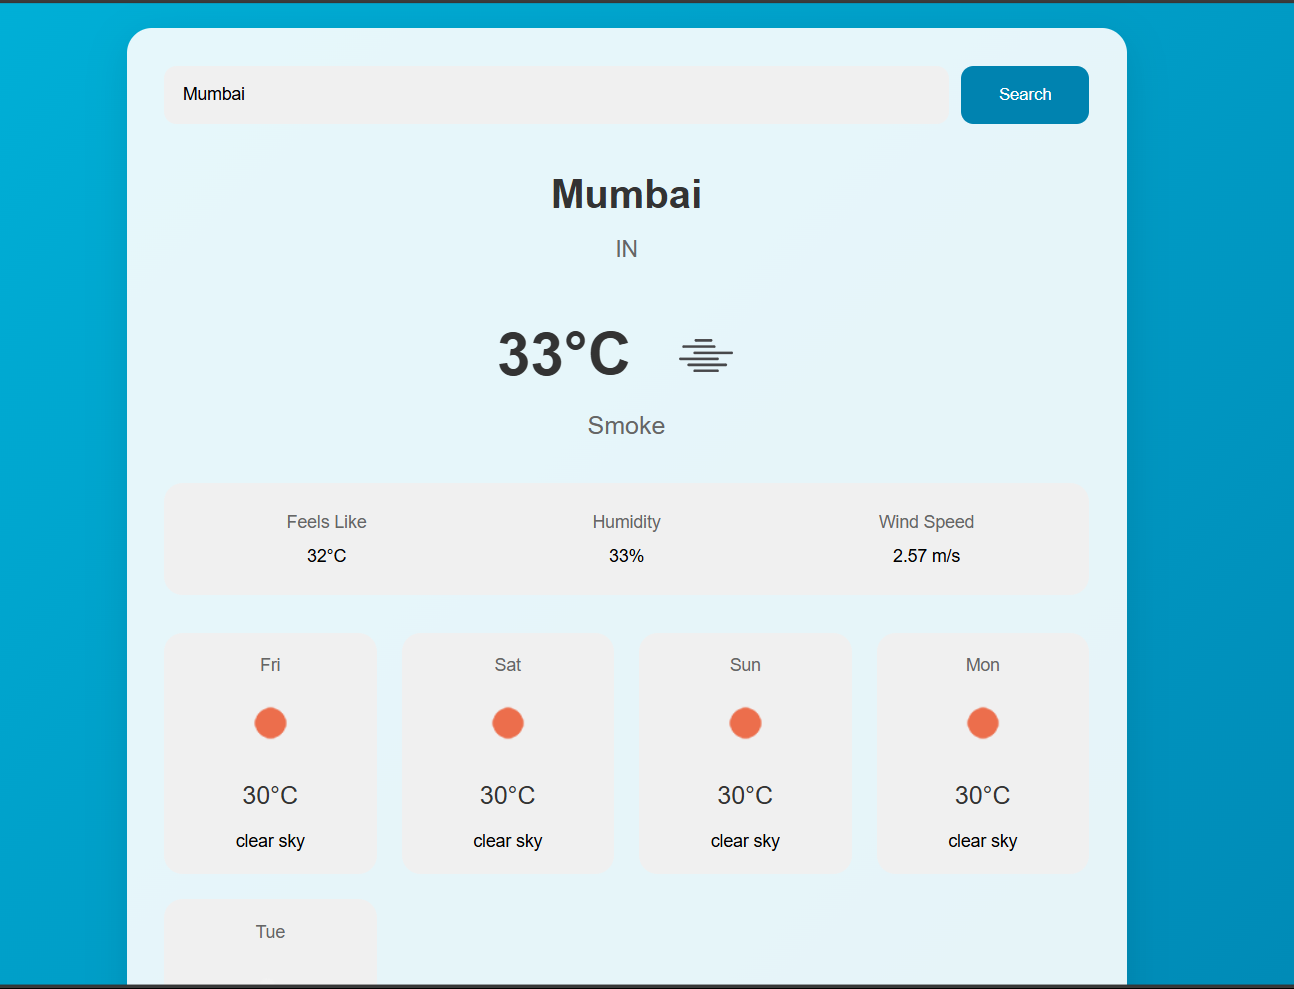 Mumbai
Search
Mumbai
IN
33°C
Smoke
Feels Like Humidity Wind Speed
32°C 33% 2.57 m/s
Fri Sat Sun Mon
30°C 30°C 30°C 30°C
clear sky clear sky clear sky clear sky
Tue